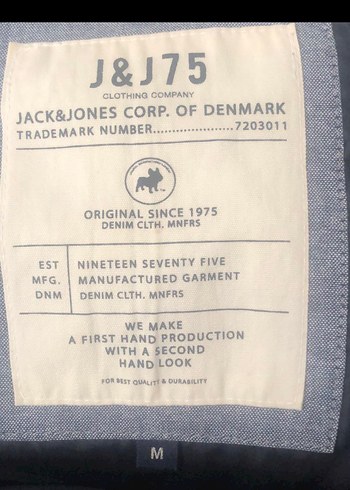 J&J75
CLOTHING COMPANY
JACK&JONES CORP. OF DENMARK
TRADEMARK NUMBER.....................7203011
ORIGINAL SINCE 1975
DENIM CLTH. MNFRS
EST NINETEEN SEVENTY FIVE
MFG. MANUFACTURED GARMENT
DNM DENIM CLTH. MNFRS
WE MAKE
A FIRST HAND PRODUCTION
WITH A SECOND
HAND LOOK
FOR BEST QUALITY & DURABILITY
M